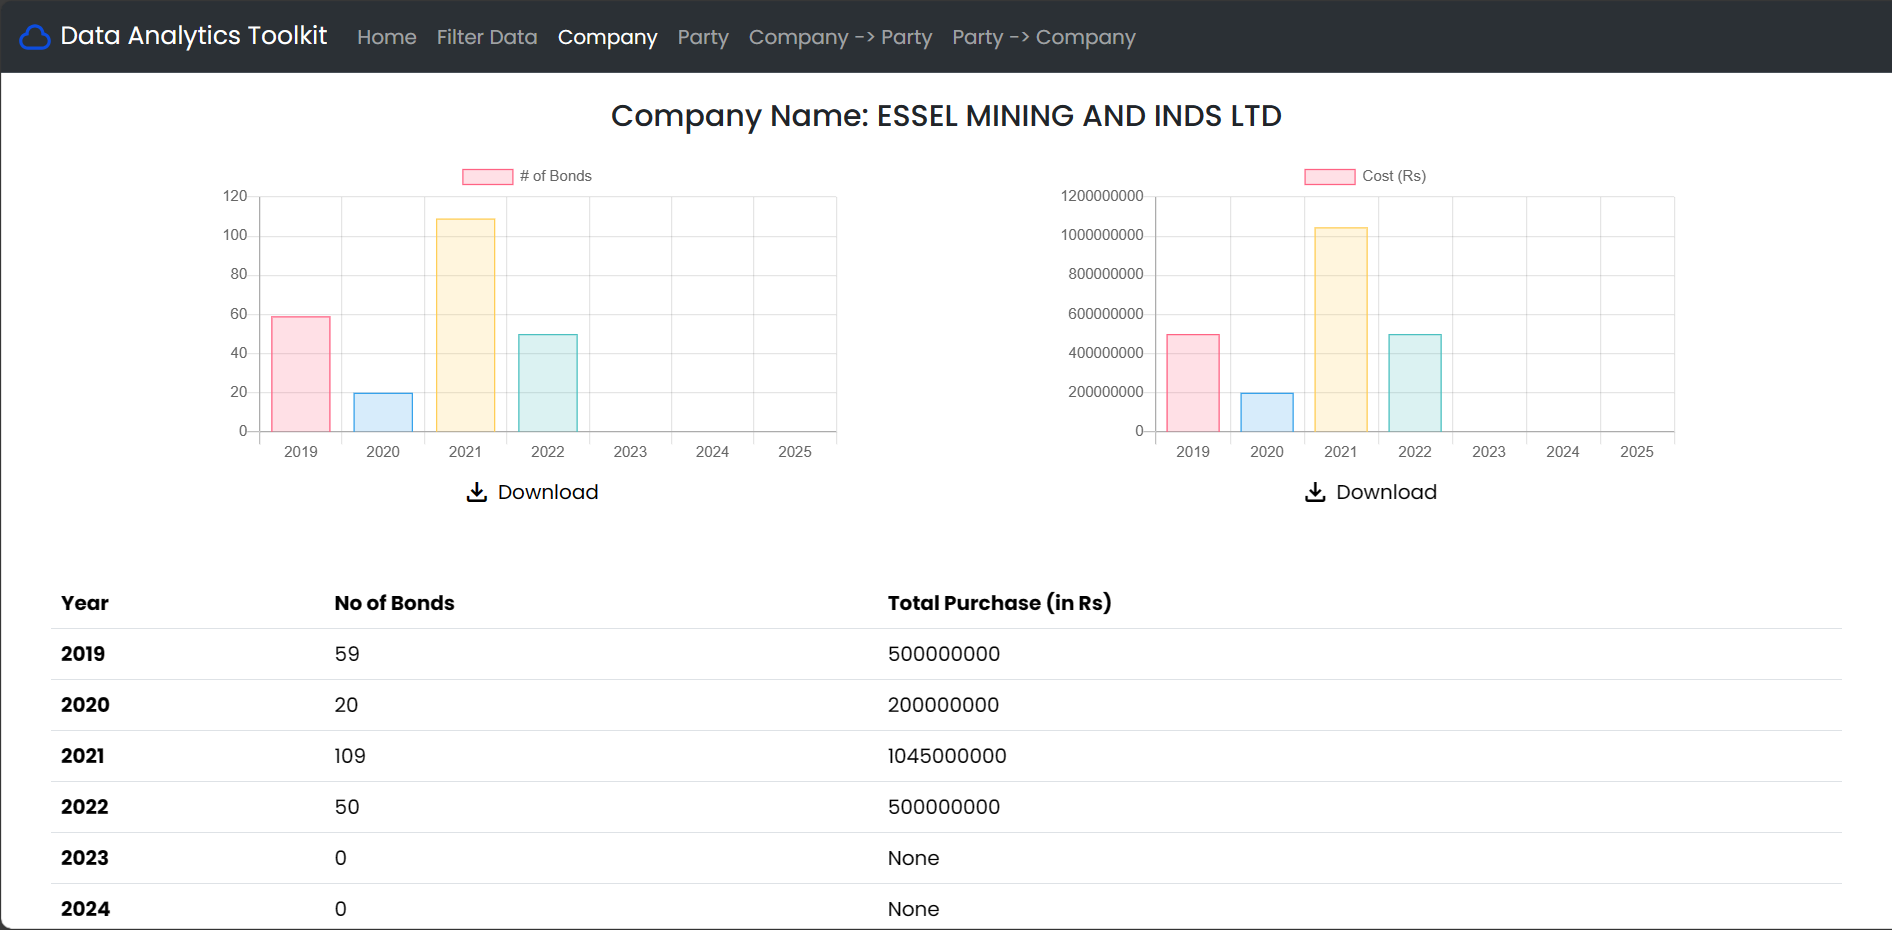 Data Analytics Toolkit Home Filter Data Company Party Company -> Party Party -> Company
Company Name: ESSEL MINING AND INDS LTD
# of Bonds
120
100
80
60
40
20
0
2019 2020 2021 2022 2023 2024 2025
Download
Cost (Rs)
1200000000
1000000000
800000000
600000000
400000000
200000000
0
2019 2020 2021 2022 2023 2024 2025
Download
Year No of Bonds Total Purchase (in Rs)
2019 59 500000000
2020 20 200000000
2021 109 1045000000
2022 50 500000000
2023 0 None
2024 0 None